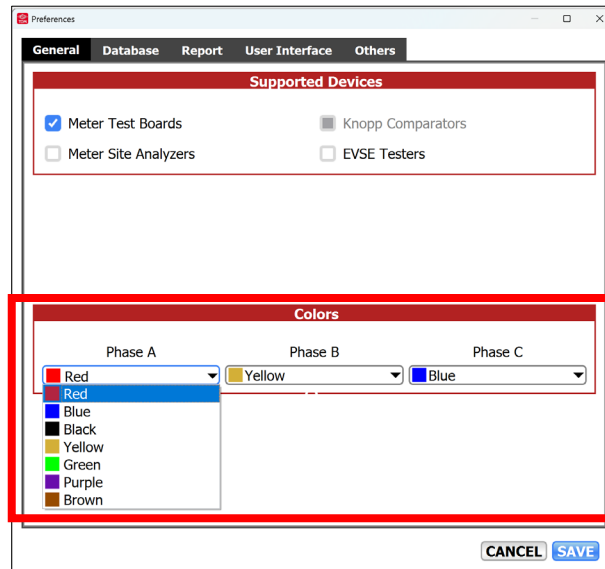 Preferences
General Database Report User Interface Others
Supported Devices
Meter Test Boards Knopp Comparators
Meter Site Analyzers EVSE Testers
Colors
Phase A Phase B Phase C
Red Yellow Blue
Red
Blue
Black
Yellow
Green
Purple
Brown
CANCEL SAVE